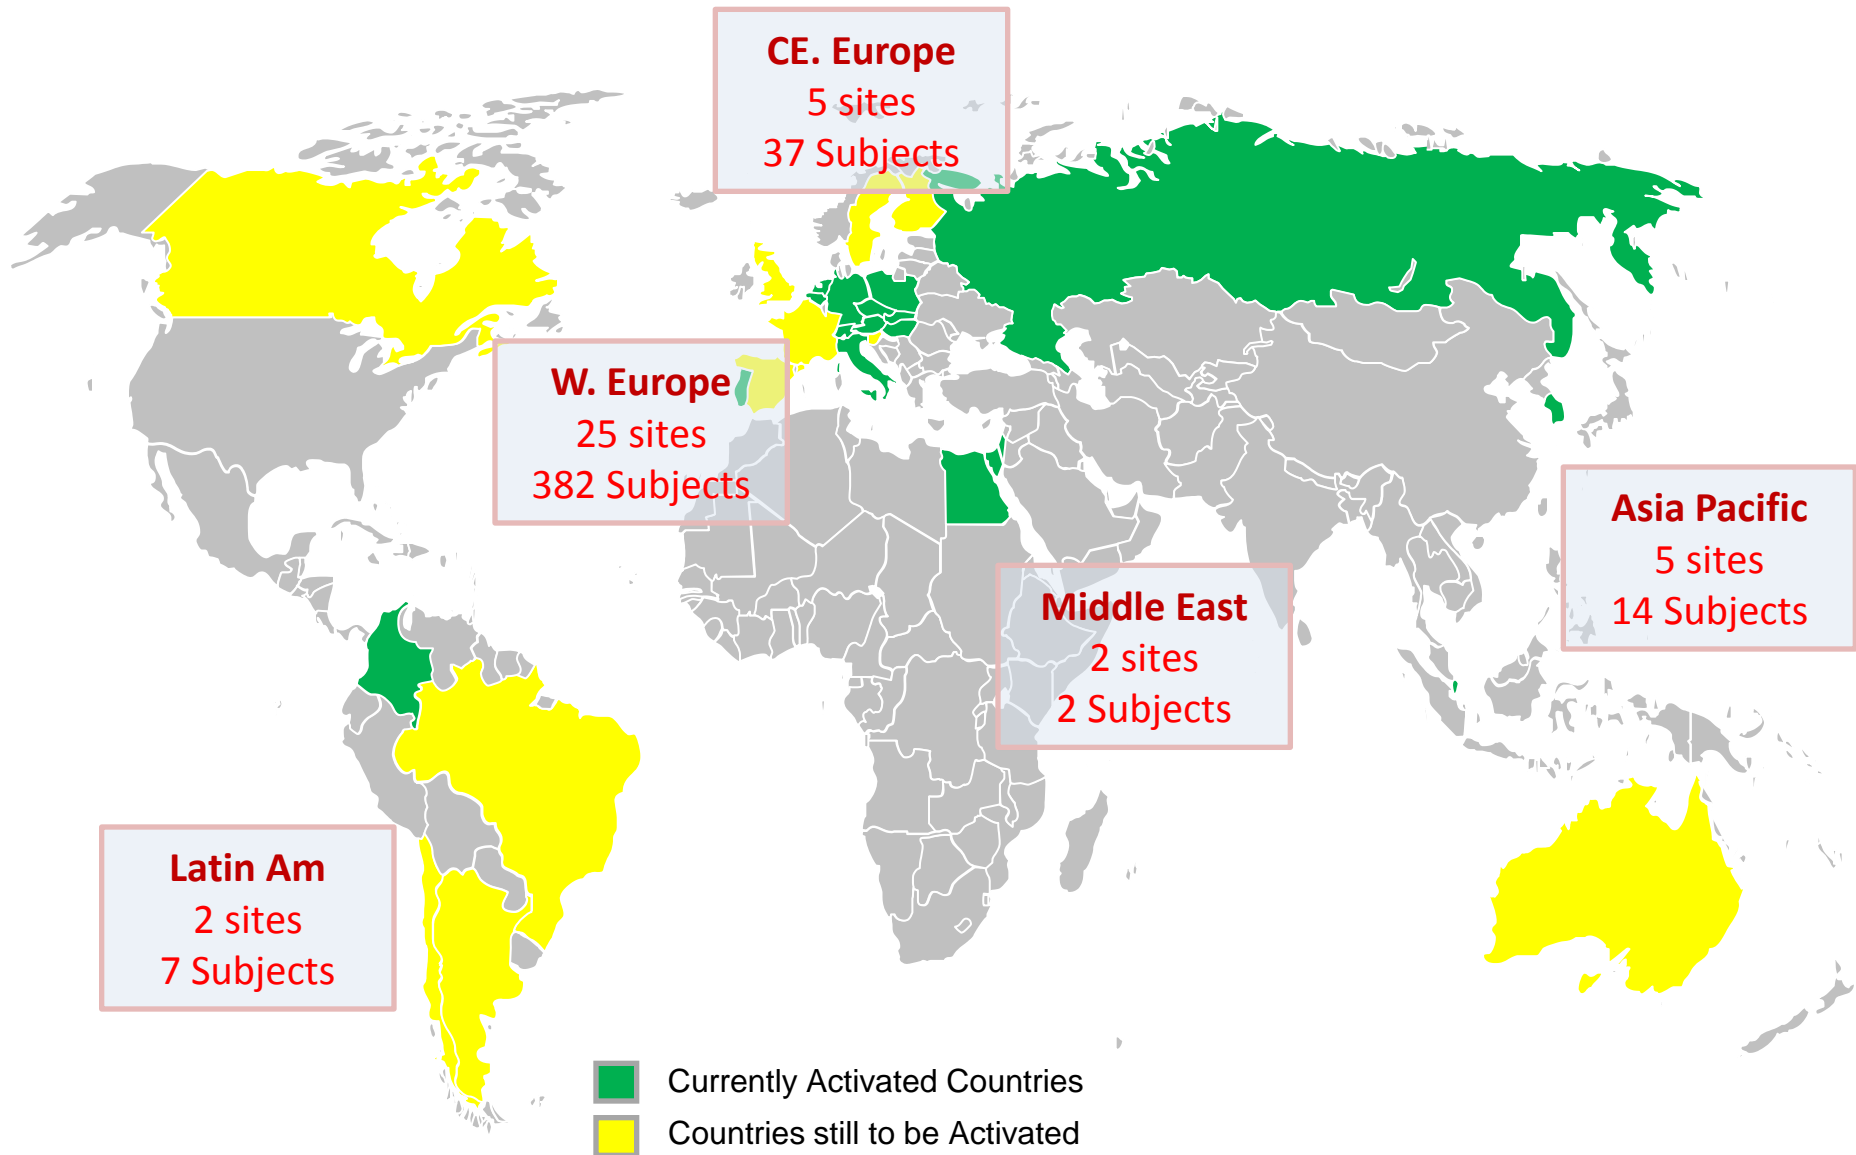 CE. Europe
5 sites
37 Subjects
W. Europe
25 sites
382 Subjects
Asia Pacific
5 sites
14 Subjects
Middle East
2 sites
2 Subjects
Latin Am
2 sites
7 Subjects
Currently Activated Countries
Countries still to be Activated